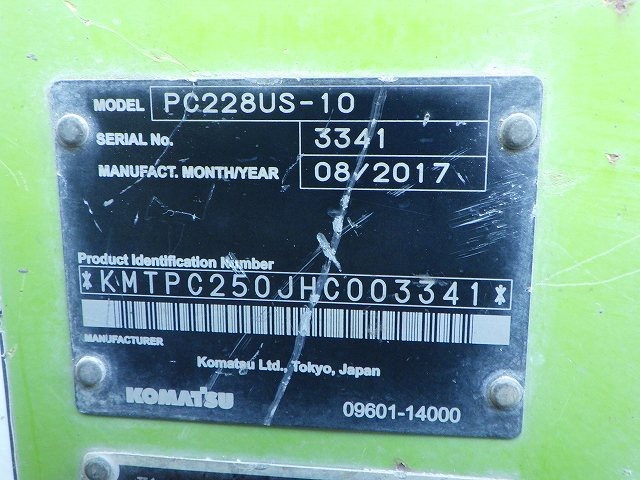 MODEL PC228US-10
SERIAL No. 3341
MANUFACT. MONTH/YEAR 08/2017
Product Identification Number
*KMTPC250JHC003341*
MANUFACTURER
Komatsu Ltd., Tokyo, Japan
KOMATSU 09601-14000